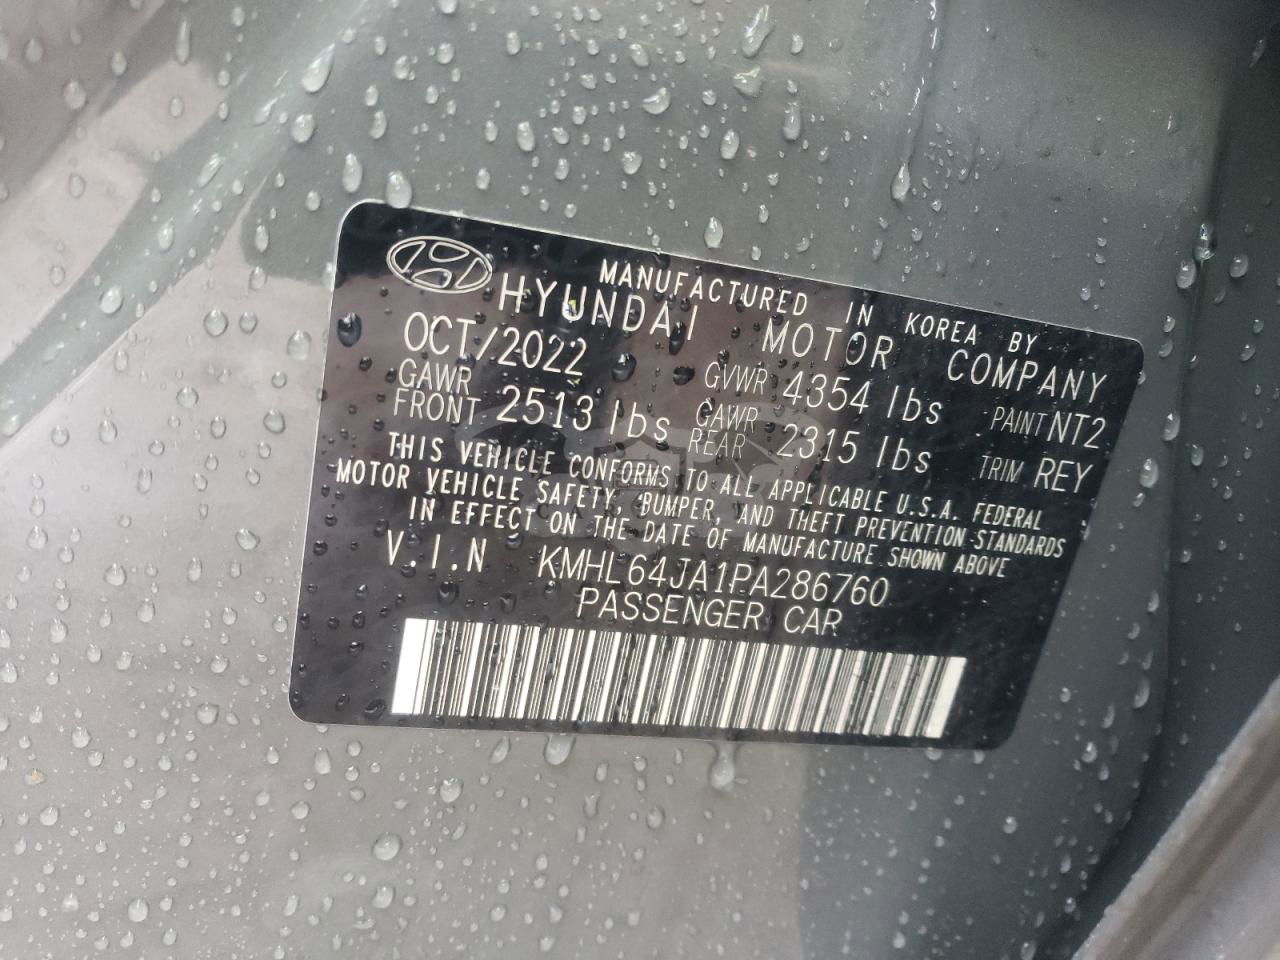 MANUFACTURED IN KOREA BY
HYUNDAI MOTOR COMPANY
OCT/2022 GVWR 4354 lbs PAINT NT2
GAWR FRONT 2513 lbs GAWR REAR 2315 lbs TRIM REY
THIS VEHICLE CONFORMS TO ALL APPLICABLE U.S.A. FEDERAL
MOTOR VEHICLE SAFETY, BUMPER, AND THEFT PREVENTION STANDARDS
IN EFFECT ON THE DATE OF MANUFACTURE SHOWN ABOVE
V.I.N KMHL64JA1PA286760
PASSENGER CAR